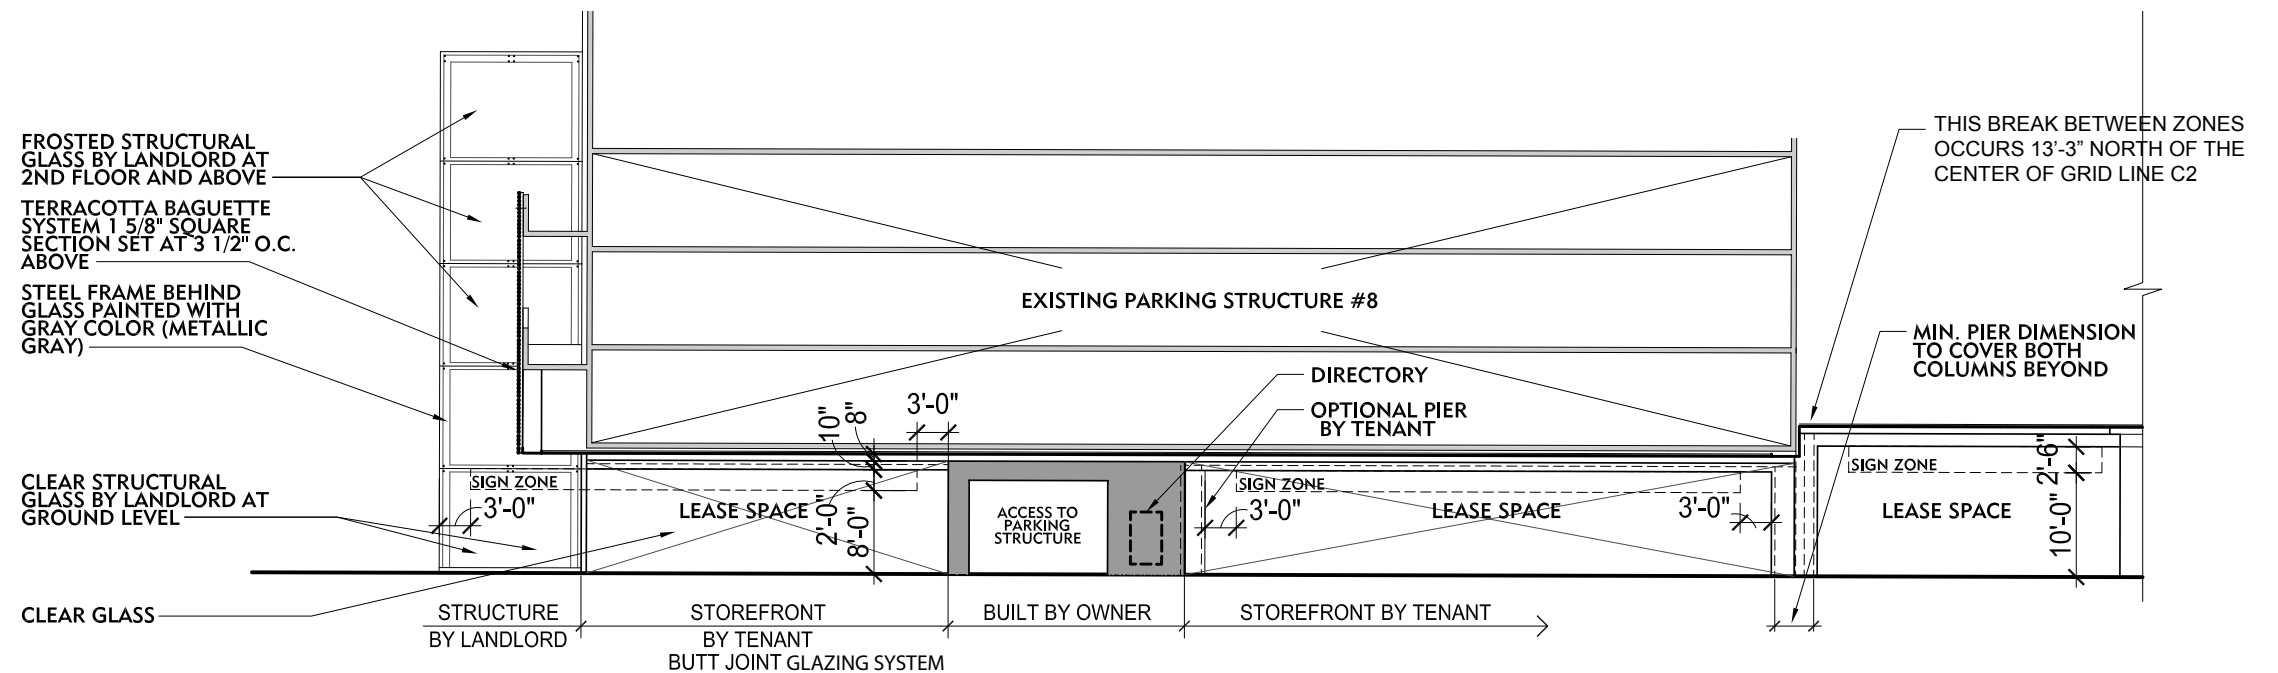 FROSTED STRUCTURAL
GLASS BY LANDLORD AT
2ND FLOOR AND ABOVE
TERRACOTTA BAGUETTE
SYSTEM 1 5/8" SQUARE
SECTION SET AT 3 1/2" O.C.
ABOVE
STEEL FRAME BEHIND
GLASS PAINTED WITH
GRAY COLOR (METALLIC
GRAY)
CLEAR STRUCTURAL
GLASS BY LANDLORD AT
GROUND LEVEL
CLEAR GLASS
EXISTING PARKING STRUCTURE #8
THIS BREAK BETWEEN ZONES
OCCURS 13'-3” NORTH OF THE
CENTER OF GRID LINE C2
MIN. PIER DIMENSION
TO COVER BOTH
COLUMNS BEYOND
DIRECTORY
OPTIONAL PIER
BY TENANT
10"
8"
3'-0"
SIGN ZONE
3'-0"
LEASE SPACE
2'-0"
8'-0"
ACCESS TO
PARKING
STRUCTURE
SIGN ZONE
3'-0"
LEASE SPACE
3'-0"
SIGN ZONE
2'-6"
LEASE SPACE
10'-0"
STRUCTURE
BY LANDLORD
STOREFRONT
BY TENANT
BUTT JOINT GLAZING SYSTEM
BUILT BY OWNER
STOREFRONT BY TENANT